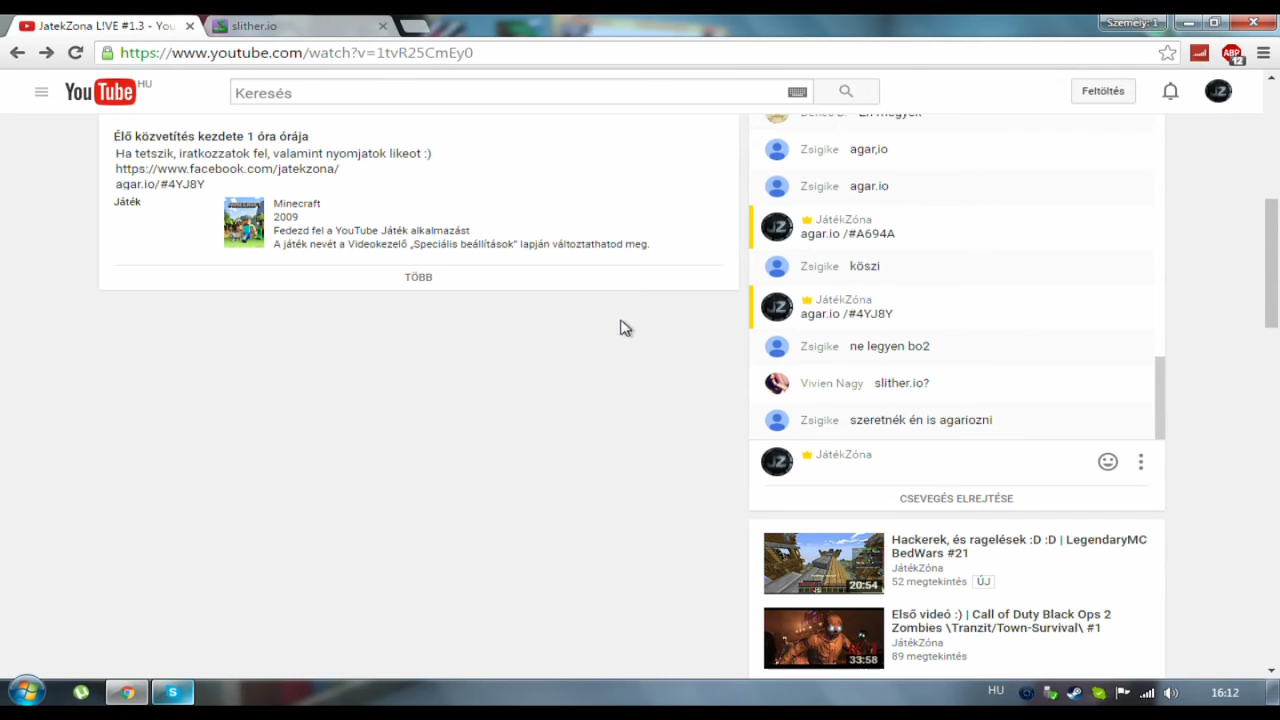 JatekZona L!VE #1.3 - You
slither.io
Személy: 1
https://www.youtube.com/watch?v=1tvR25CmEy0
ABP
12
YouTube HU
Keresés
Feltöltés
JZ
Élő közvetítés kezdete 1 óra órája
Ha tetszik, iratkozzatok fel, valamint nyomjatok likeot :)
https://www.facebook.com/jatekzona/
agar.io/#4YJ8Y
Játék
Minecraft
2009
Fedezd fel a YouTube Játék alkalmazást
A játék nevét a Videokezelő „Speciális beállítások" lapján változtathatod meg.
TÖBB
Zsigike agar,io
Zsigike agar.io
JátékZóna
agar.io /#A694A
Zsigike köszi
JátékZóna
agar.io /#4YJ8Y
Zsigike ne legyen bo2
Vivien Nagy slither.io?
Zsigike szeretnék én is agariozni
JátékZóna
CSEVEGÉS ELREJTÉSE
Hackerek, és ragelések :D :D | LegendaryMC
BedWars #21
JátékZóna
52 megtekintés ÚJ
20:54
Első videó :) | Call of Duty Black Ops 2
Zombies \Tranzit/Town-Survival\ #1
JátékZóna
89 megtekintés
33:58
HU
16:12